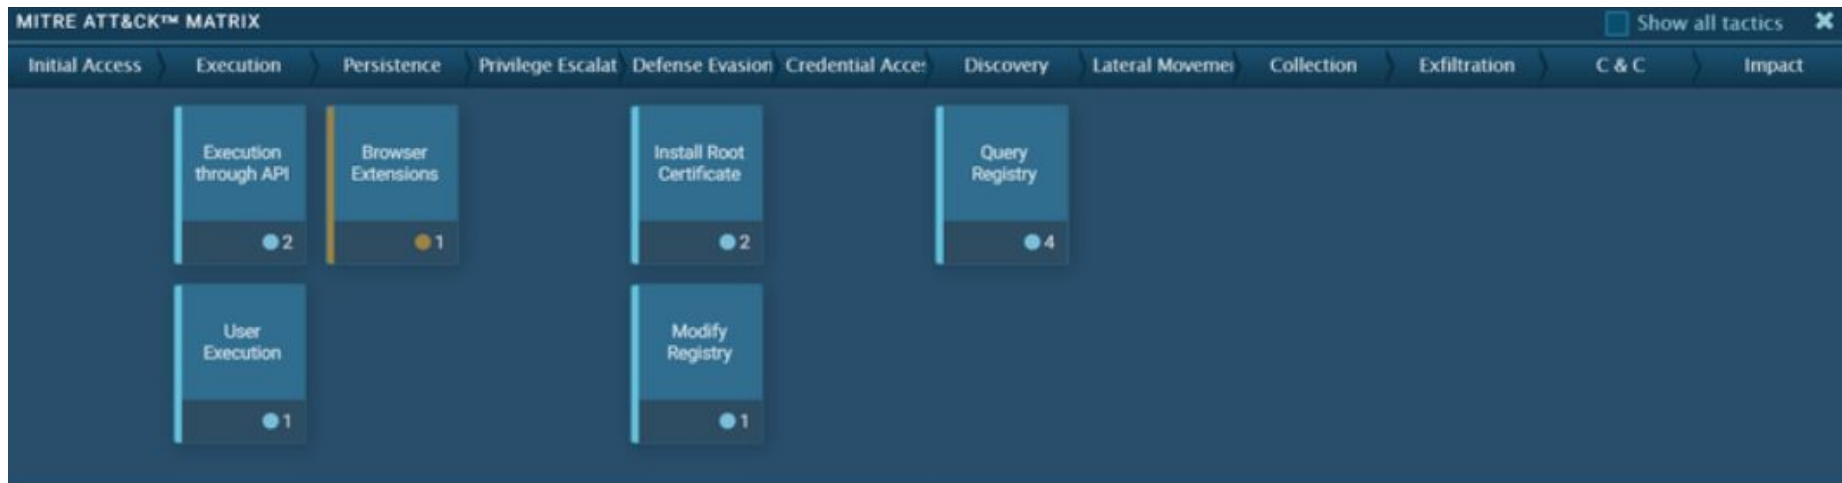 MITRE ATT&CK™ MATRIX
Show all tactics
Initial Access
Execution
Persistence
Privilege Escalat
Defense Evasion
Credential Acce
Discovery
Lateral Moveme
Collection
Exfiltration
C & C
Impact
Execution
through API
2
Browser
Extensions
1
Install Root
Certificate
2
Query
Registry
4
User
Execution
1
Modify
Registry
1